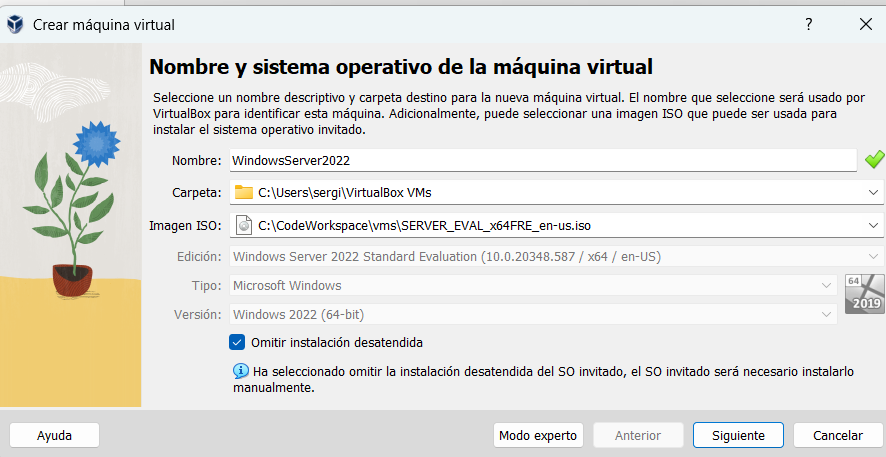 Crear máquina virtual
?
Nombre y sistema operativo de la máquina virtual
Seleccione un nombre descriptivo y carpeta destino para la nueva máquina virtual. El nombre que seleccione será usado por
VirtualBox para identificar esta máquina. Adicionalmente, puede seleccionar una imagen ISO que puede ser usada para
instalar el sistema operativo invitado.
Nombre: WindowsServer2022
Carpeta: C:\Users\sergi\VirtualBox VMs
Imagen ISO: C:\CodeWorkspace\vms\SERVER_EVAL_x64FRE_en-us.iso
Edición: Windows Server 2022 Standard Evaluation (10.0.20348.587 / x64 / en-US)
Tipo: Microsoft Windows
64
2019
Versión: Windows 2022 (64-bit)
Omitir instalación desatendida
Ha seleccionado omitir la instalación desatendida del SO invitado, el SO invitado será necesario instalarlo
manualmente.
Ayuda Modo experto Anterior Siguiente Cancelar